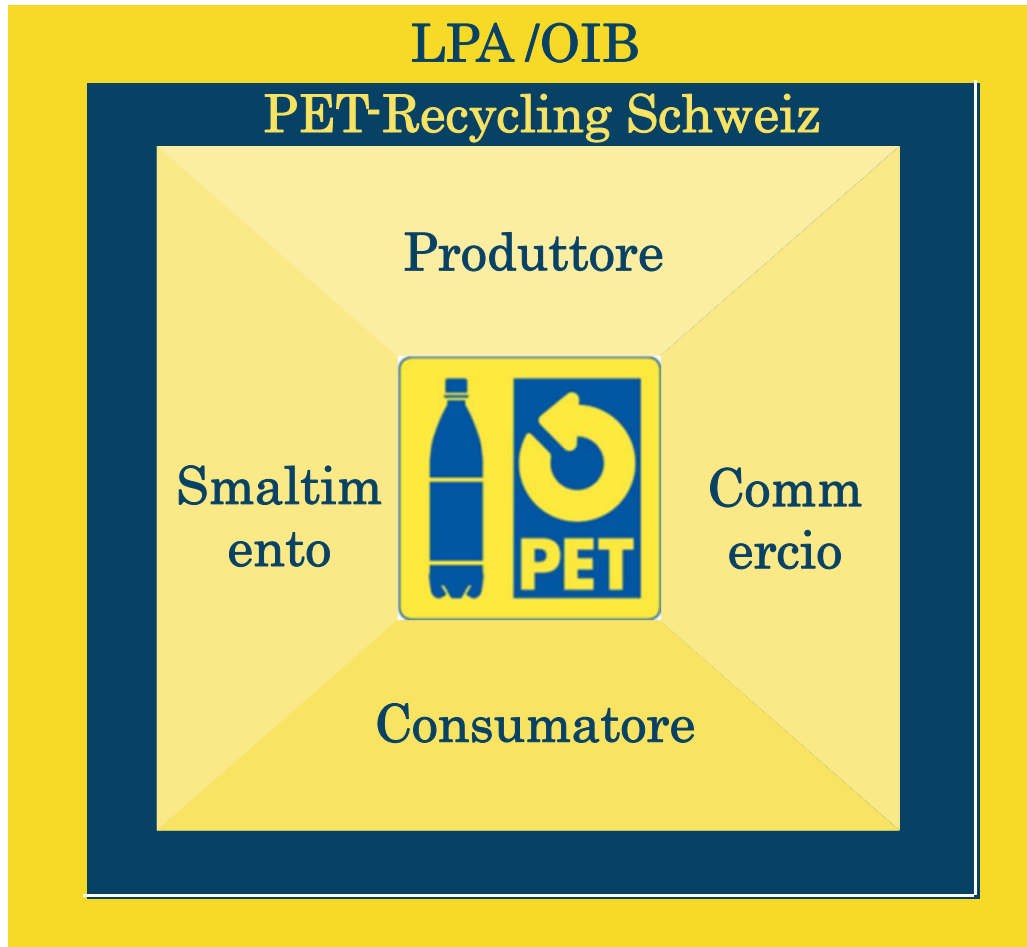 LPA /OIB
PET-Recycling Schweiz
Produttore
Smaltim
ento
PET
Comm
ercio
Consumatore